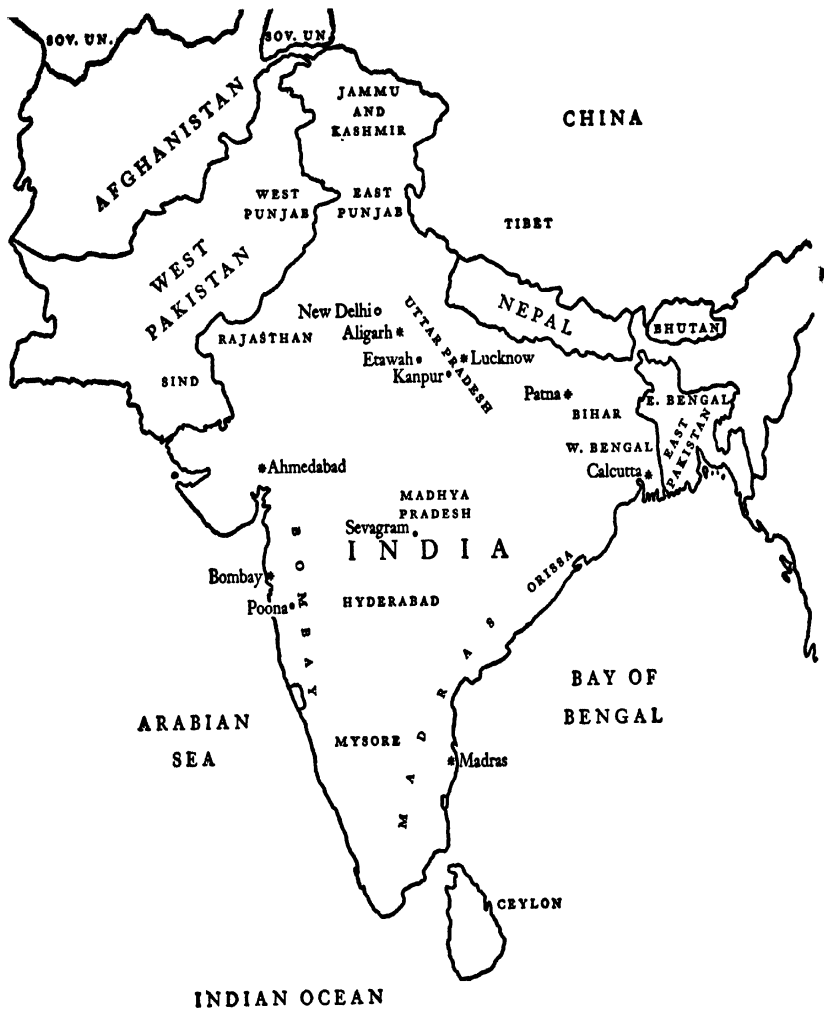 SOV. UN.
SOV. UN.
JAMMU
AND
KASHMIR
CHINA
AFGHANISTAN
WEST
PUNJAB
EAST
PUNJAB
TIBET
WEST
PAKISTAN
NEPAL
BHUTAN
New Delhi
UTTAR PRADESH
RAJASTHAN
Aligarh
Etawah
Lucknow
Kanpur
SIND
Patna
BIHAR
E. BENGAL
EAST
PAKISTAN
W. BENGAL
Calcutta
Ahmedabad
MADHYA
PRADESH
Sevagram
INDIA
BOMBAY
ORISSA
Bombay
Poona
HYDERABAD
MADRAS
BAY OF
BENGAL
ARABIAN
SEA
MYSORE
Madras
CEYLON
INDIAN OCEAN